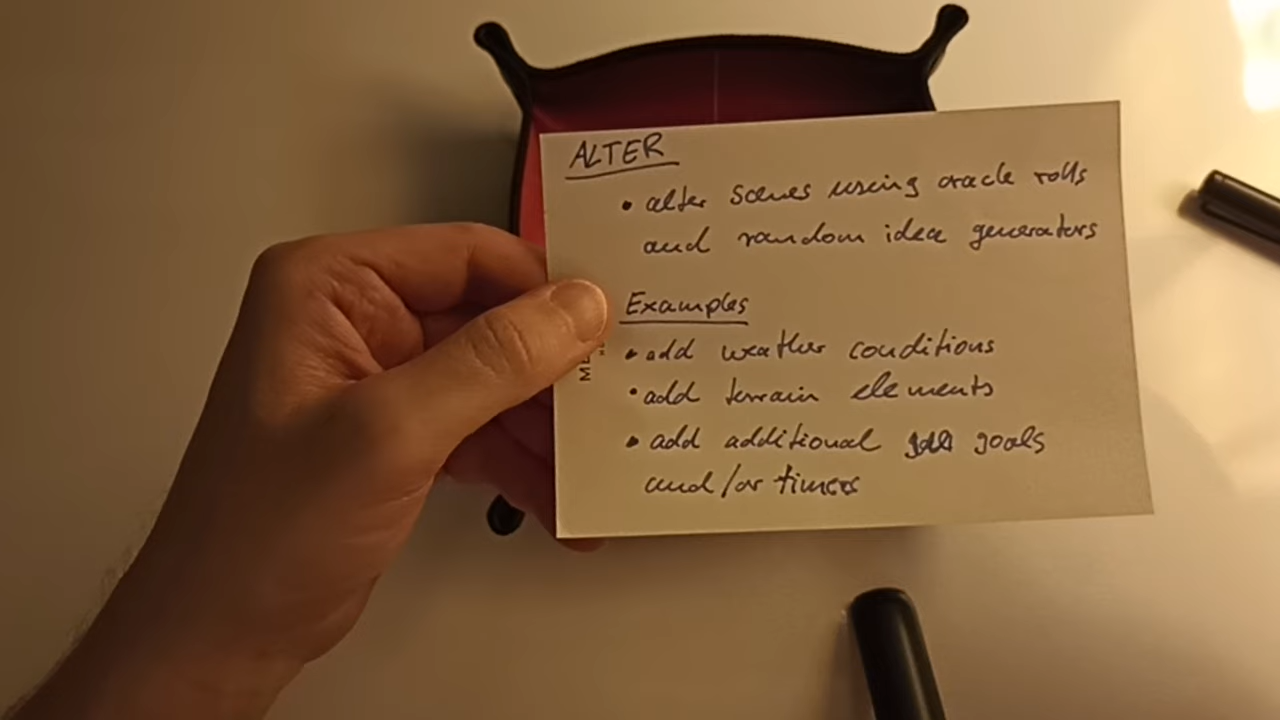 ALTER
• alter scenes using oracle rolls
and random idea generators
Examples
• add weather conditions
• add terrain elements
• add additional goals
and/or timers